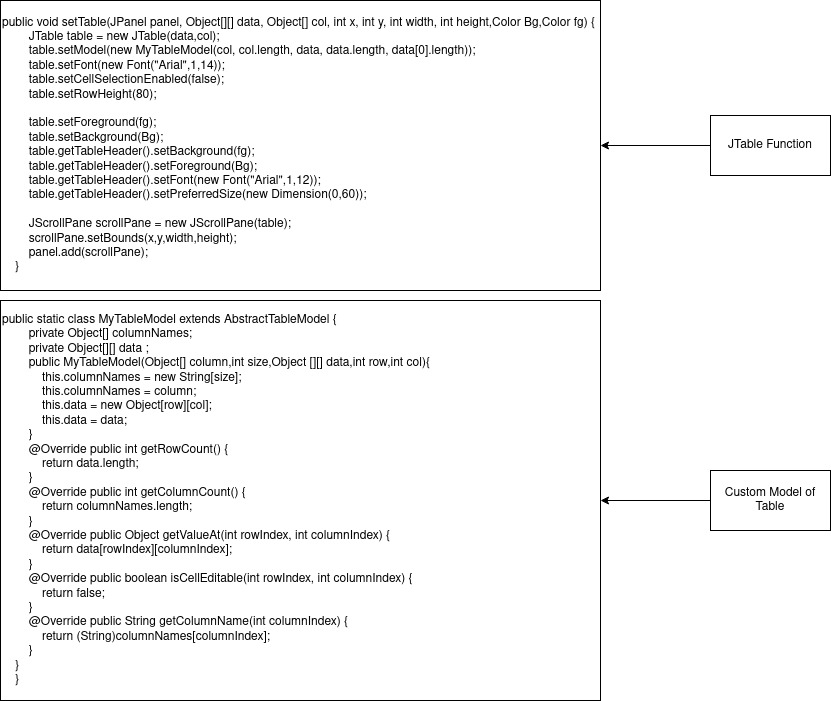 public void setTable(JPanel panel, Object[][] data, Object[] col, int x, int y, int width, int height,Color Bg,Color fg) {
JTable table = new JTable(data,col);
table.setModel(new MyTableModel(col, col.length, data, data.length, data[0].length));
table.setFont(new Font("Arial",1,14));
table.setCellSelectionEnabled(false);
table.setRowHeight(80);
table.setForeground(fg);
table.setBackground(Bg);
table.getTableHeader().setBackground(fg);
table.getTableHeader().setForeground(Bg);
table.getTableHeader().setFont(new Font("Arial",1,12));
table.getTableHeader().setPreferredSize(new Dimension(0,60));
JScrollPane scrollPane = new JScrollPane(table);
scrollPane.setBounds(x,y,width,height);
panel.add(scrollPane);
}
JTable Function
public static class MyTableModel extends AbstractTableModel {
private Object[] columnNames;
private Object[][] data ;
public MyTableModel(Object[] column,int size,Object [][] data,int row,int col){
this.columnNames = new String[size];
this.columnNames = column;
this.data = new Object[row][col];
this.data = data;
}
@Override public int getRowCount() {
return data.length;
}
@Override public int getColumnCount() {
return columnNames.length;
}
@Override public Object getValueAt(int rowIndex, int columnIndex) {
return data[rowIndex][columnIndex];
}
@Override public boolean isCellEditable(int rowIndex, int columnIndex) {
return false;
}
@Override public String getColumnName(int columnIndex) {
return (String)columnNames[columnIndex];
}
}
}
Custom Model of
Table